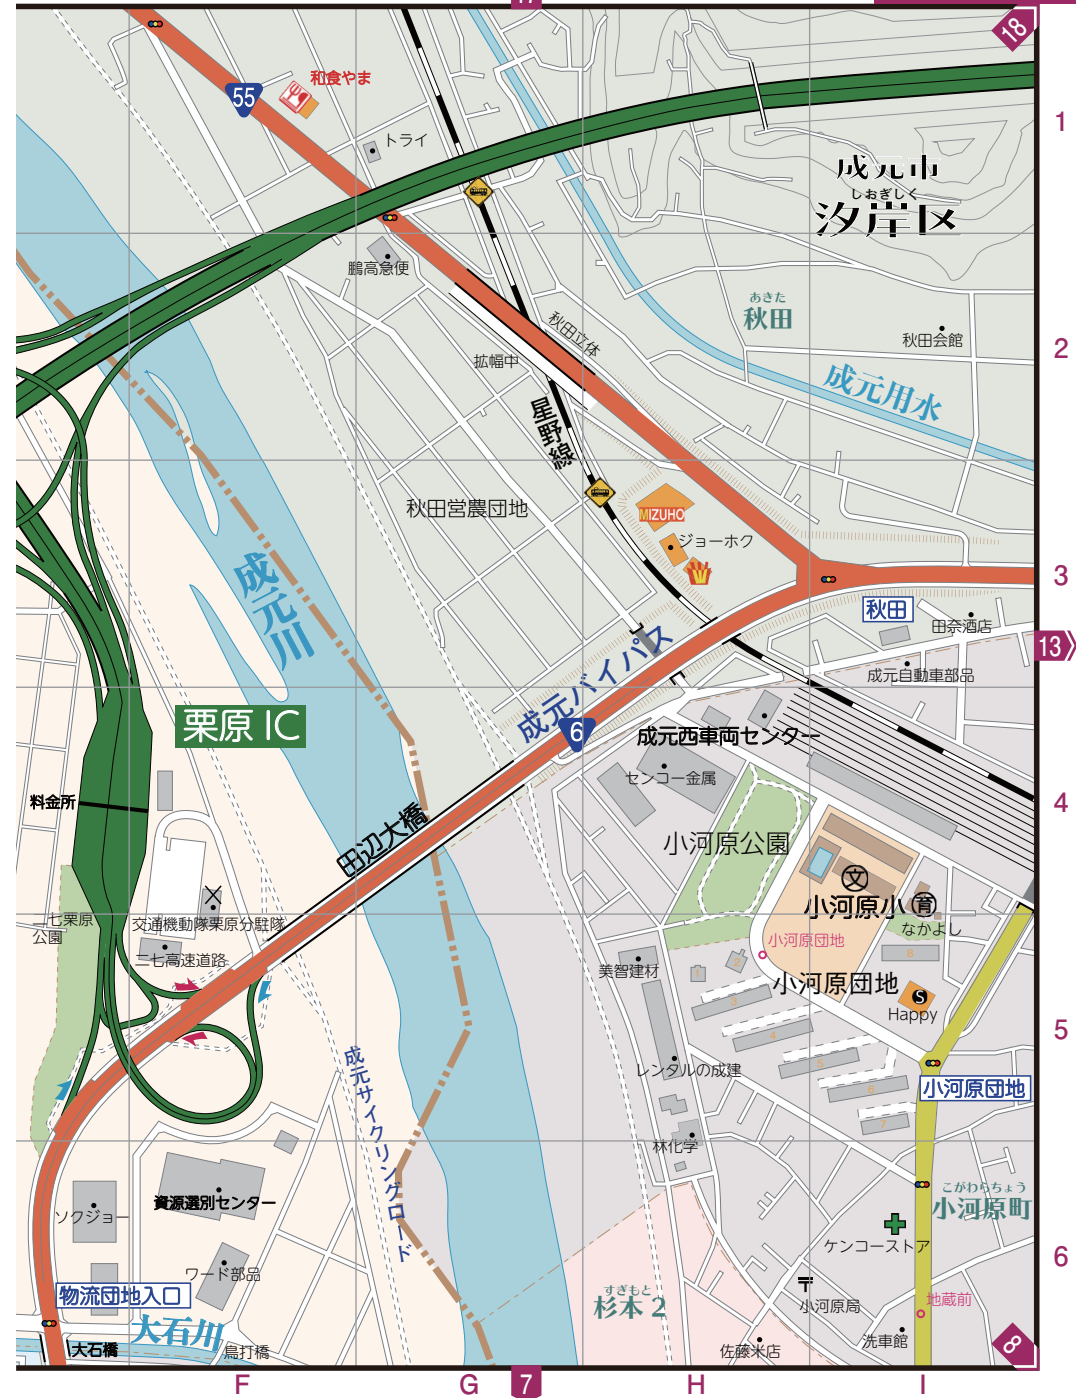 17
18
和食やま
55
トライ
1
成元市
しおぎしく
汐岸区
鵬高急便
あきた
秋田
秋田会館
秋田立体
拡幅中
2
成元用水
星野線
秋田営農団地
MIZUHO
ジョーホク
成元川
3
秋田
田奈酒店
13
成元自動車部品
成元バイパス
6
栗原IC
成元西車両センター
センコー金属
料金所
4
田辺大橋
小河原公園
文
小河原小
育
なかよし
二七栗原
公園
交通機動隊栗原分駐隊
二七高速道路
小河原団地
美智建材
小河原団地
1
2
3
4
5
6
7
8
S
Happy
5
レンタルの成建
小河原団地
成元サイクリングロード
林化学
資源選別センター
ソクジョー
こがわらちょう
小河原町
ケンコーストア
ワード部品
6
物流団地入口
すぎもと
杉本2
〒
小河原局
地蔵前
大石川
大石橋
鳥打橋
佐藤米店
洗車館
8
F
G
7
H
I